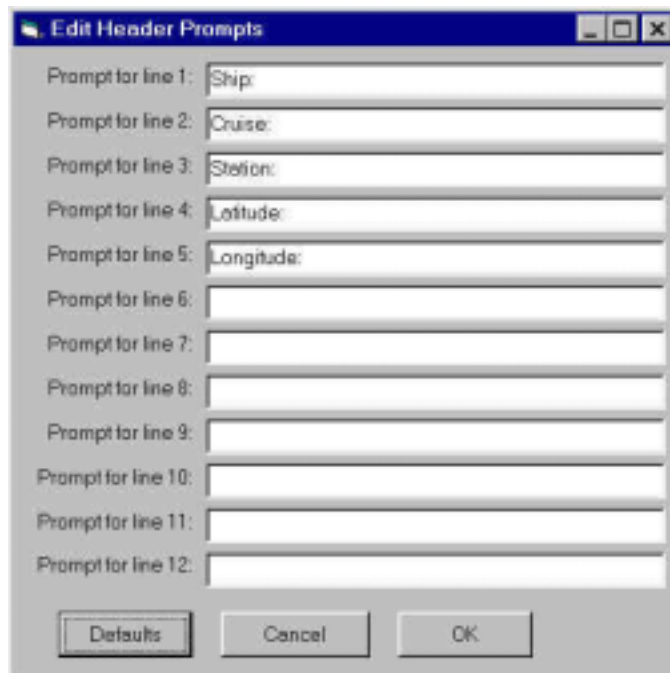 Edit Header Prompts
Prompt for line 1: Ship:
Prompt for line 2: Cruise:
Prompt for line 3: Station:
Prompt for line 4: Latitude:
Prompt for line 5: Longitude:
Prompt for line 6:
Prompt for line 7:
Prompt for line 8:
Prompt for line 9:
Prompt for line 10:
Prompt for line 11:
Prompt for line 12:
Defaults Cancel OK